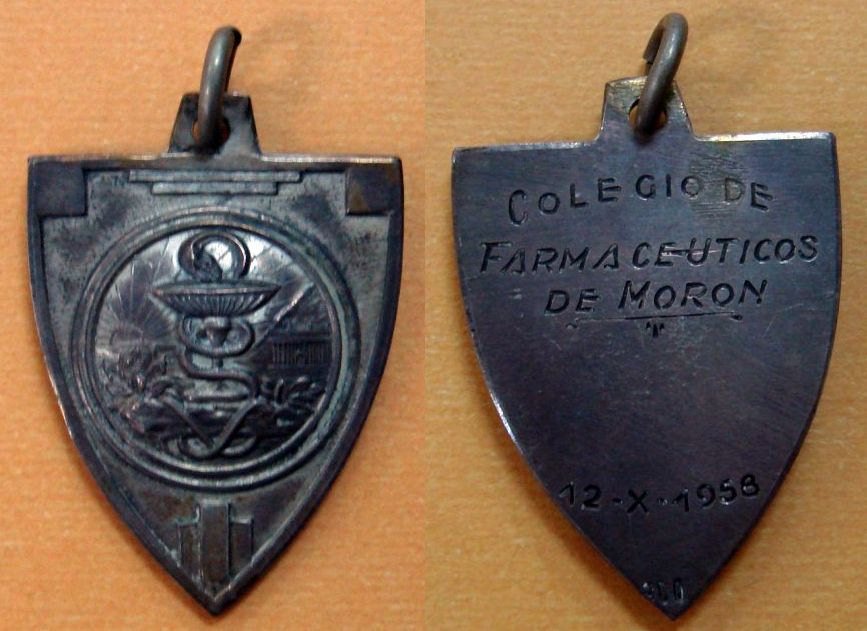 COLEGIO DE
FARMACEUTICOS
DE MORON
12-X-1958